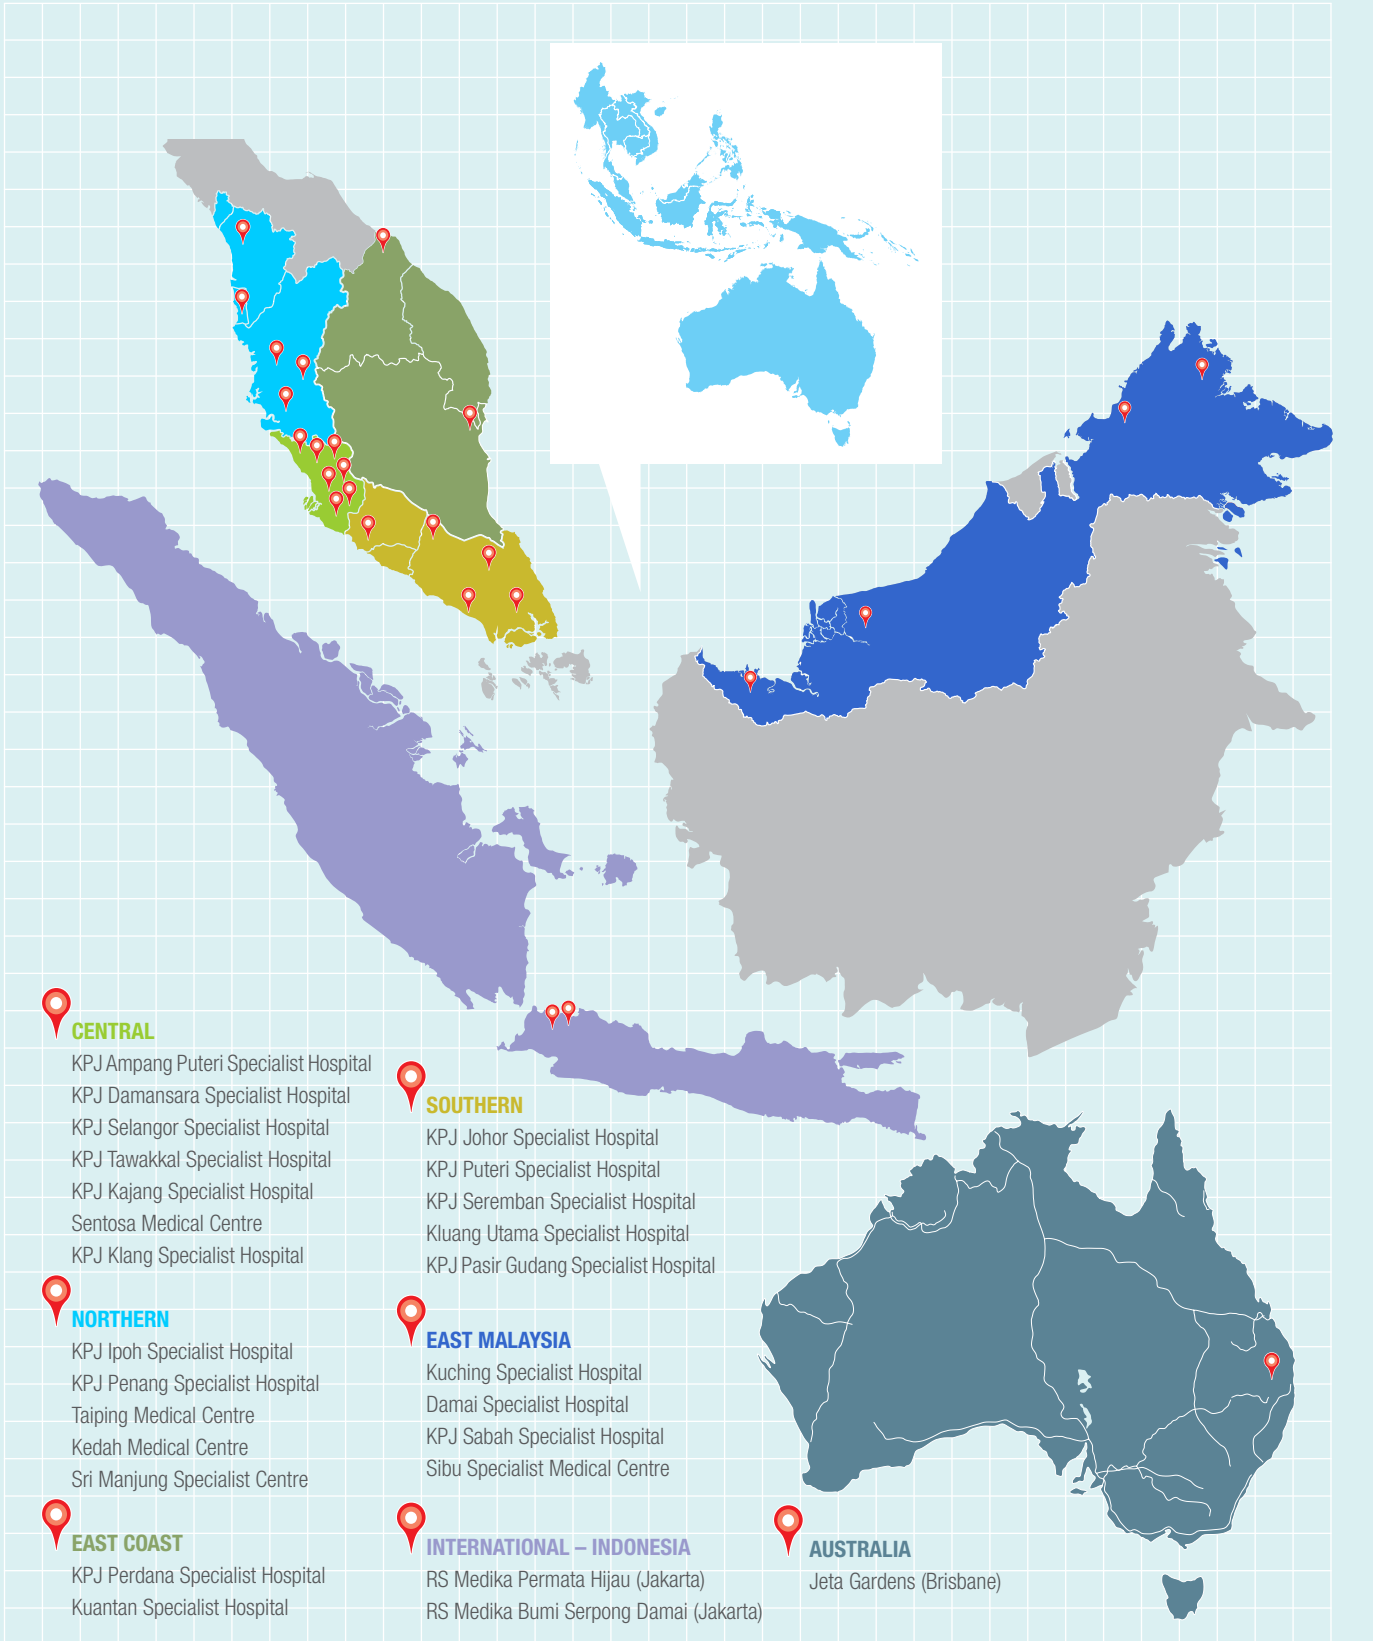 CENTRAL
KPJ Ampang Puteri Specialist Hospital
KPJ Damansara Specialist Hospital
KPJ Selangor Specialist Hospital
KPJ Tawakkal Specialist Hospital
KPJ Kajang Specialist Hospital
Sentosa Medical Centre
KPJ Klang Specialist Hospital
NORTHERN
KPJ Ipoh Specialist Hospital
KPJ Penang Specialist Hospital
Taiping Medical Centre
Kedah Medical Centre
Sri Manjung Specialist Centre
EAST COAST
KPJ Perdana Specialist Hospital
Kuantan Specialist Hospital
SOUTHERN
KPJ Johor Specialist Hospital
KPJ Puteri Specialist Hospital
KPJ Seremban Specialist Hospital
Kluang Utama Specialist Hospital
KPJ Pasir Gudang Specialist Hospital
EAST MALAYSIA
Kuching Specialist Hospital
Damai Specialist Hospital
KPJ Sabah Specialist Hospital
Sibu Specialist Medical Centre
INTERNATIONAL – INDONESIA
RS Medika Permata Hijau (Jakarta)
RS Medika Bumi Serpong Damai (Jakarta)
AUSTRALIA
Jeta Gardens (Brisbane)